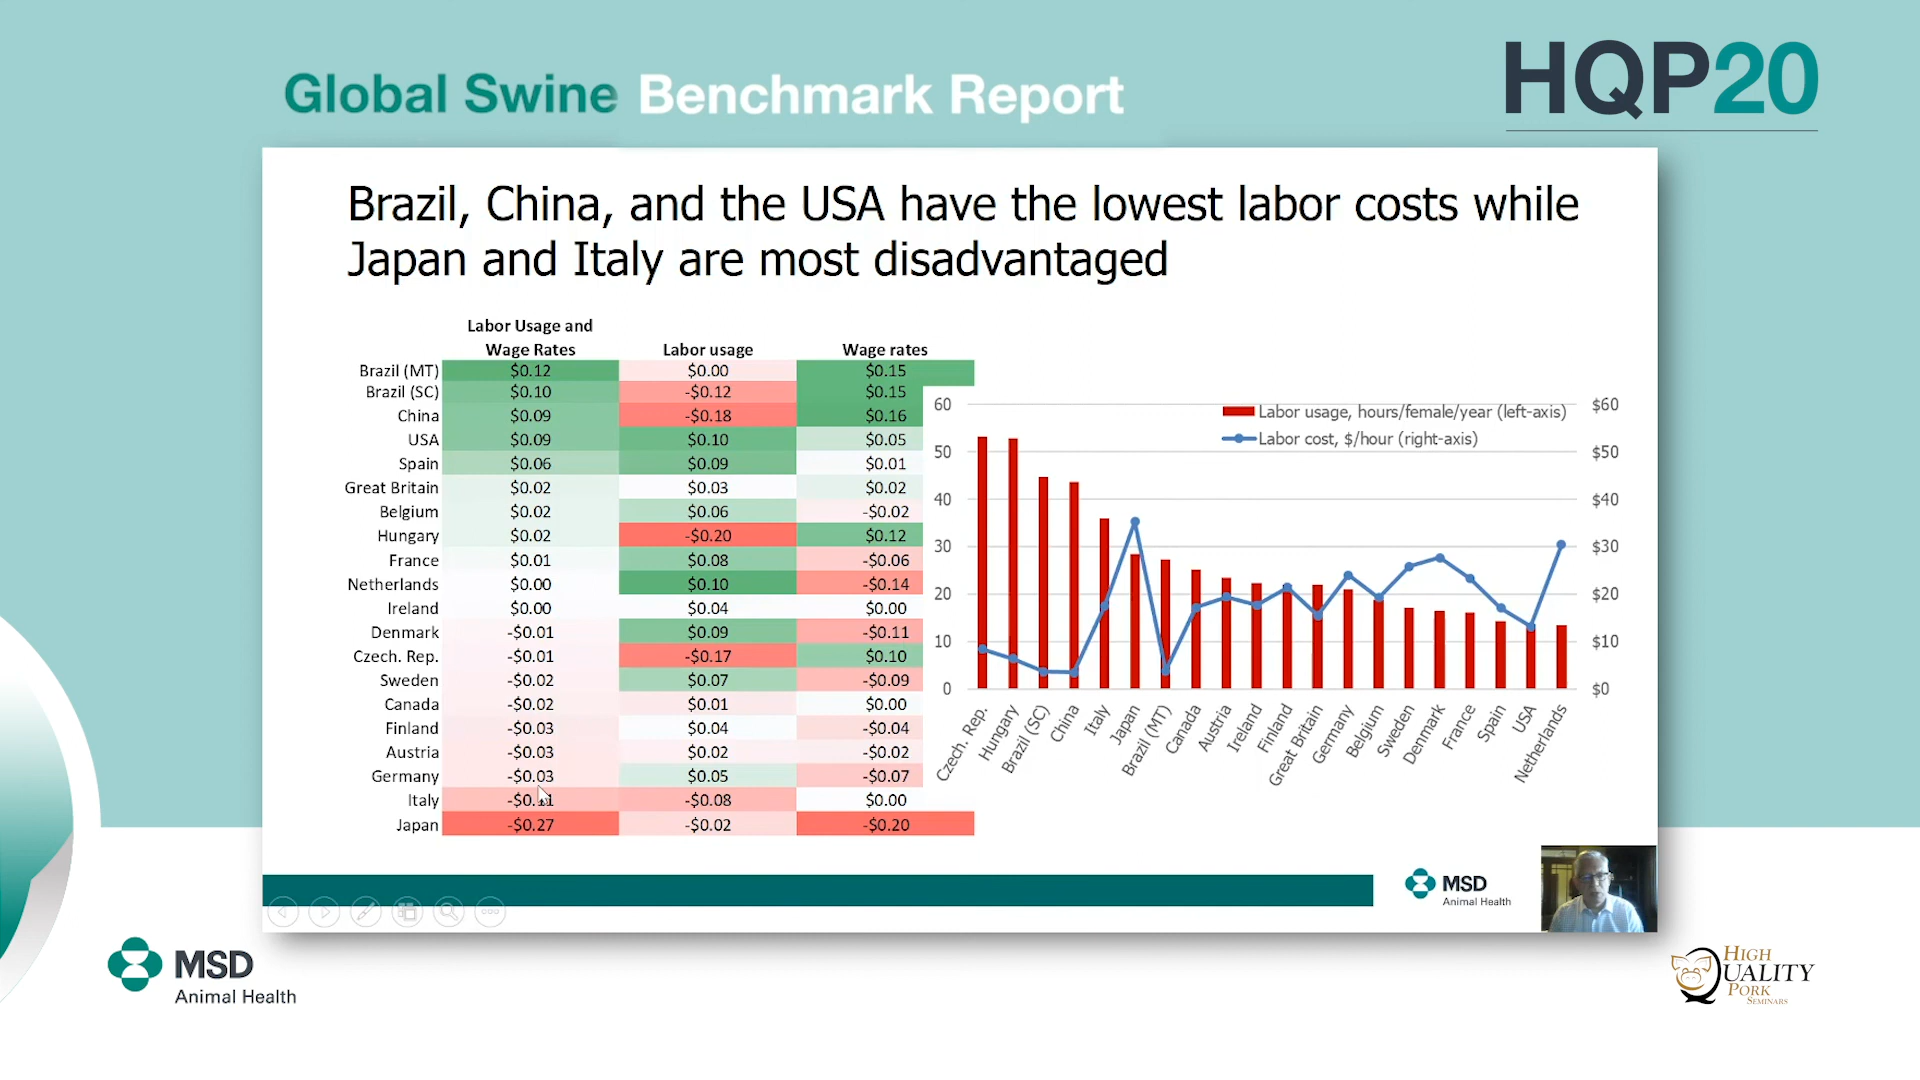 Global Swine Benchmark Report
HQP20
Brazil, China, and the USA have the lowest labor costs while
Japan and Italy are most disadvantaged
Labor Usage and
Wage Rates Labor usage Wage rates
Brazil (MT) $0.12 $0.00 $0.15
Brazil (SC) $0.10 -$0.12 $0.15
China $0.09 -$0.18 $0.16
USA $0.09 $0.10 $0.05
Spain $0.06 $0.09 $0.01
Great Britain $0.02 $0.03 $0.02
Belgium $0.02 $0.06 -$0.02
Hungary $0.02 -$0.20 $0.12
France $0.01 $0.08 -$0.06
Netherlands $0.00 $0.10 -$0.14
Ireland $0.00 $0.04 $0.00
Denmark -$0.01 $0.09 -$0.11
Czech. Rep. -$0.01 -$0.17 $0.10
Sweden -$0.02 $0.07 -$0.09
Canada -$0.02 $0.01 $0.00
Finland -$0.03 $0.04 -$0.04
Austria -$0.03 $0.02 -$0.02
Germany -$0.03 $0.05 -$0.07
Italy -$0.11 -$0.08 $0.00
Japan -$0.27 -$0.02 -$0.20
Labor usage, hours/female/year (left-axis)
Labor cost, $/hour (right-axis)
60 $60
50 $50
40 $40
30 $30
20 $20
10 $10
0 $0
Czech. Rep.
Hungary
Brazil (SC)
China
Italy
Japan
Brazil (MT)
Canada
Austria
Ireland
Finland
Great Britain
Germany
Belgium
Sweden
Denmark
France
Spain
USA
Netherlands
MSD
Animal Health
MSD
Animal Health
HIGH
QUALITY
PORK
SEMINARS